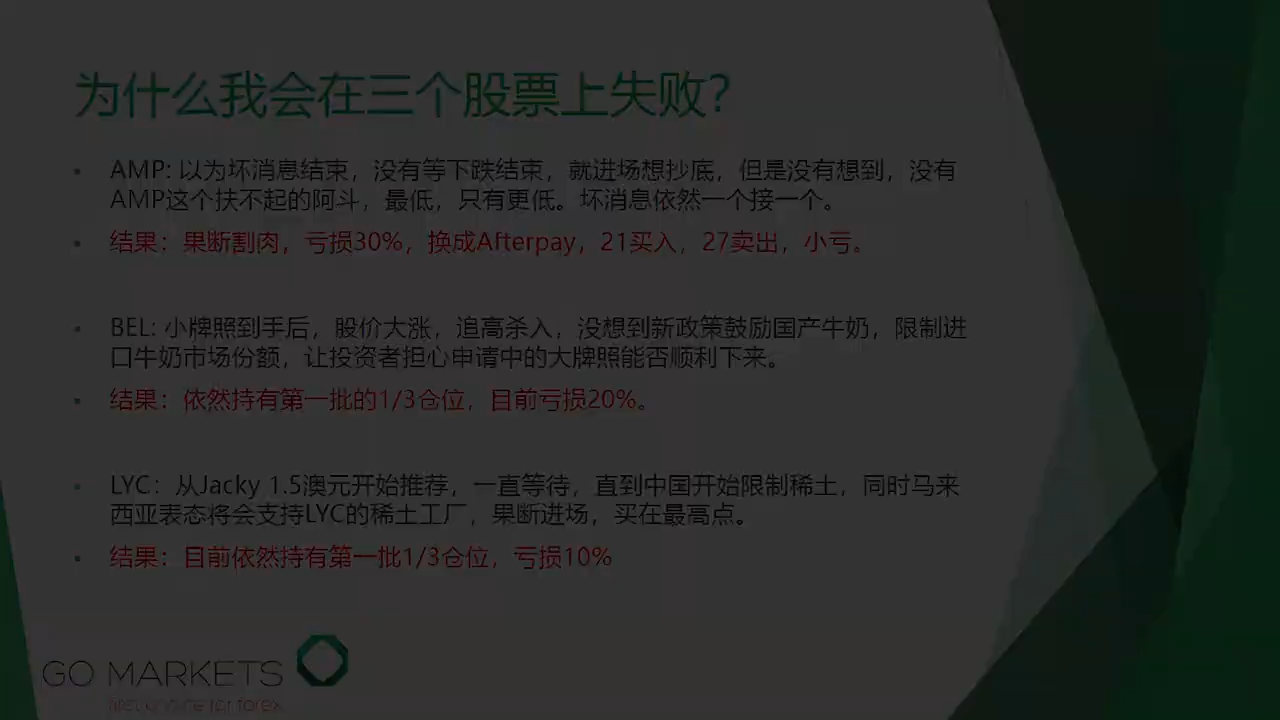 为什么我会在三个股票上失败?
AMP: 以为坏消息结束，没有等下跌结束，就进场想抄底，但是没有想到，没有
AMP这个扶不起的阿斗，最低，只有更低。坏消息依然一个接一个。
结果：果断割肉，亏损30%，换成Afterpay，21买入，27卖出，小亏。
BEL: 小牌照到手后，股价大涨，追高杀入，没想到新政策鼓励国产牛奶，限制进
口牛奶市场份额，让投资者担心申请中的大牌照能否顺利下来。
结果：依然持有第一批的1/3仓位，目前亏损20%。
LYC：从Jacky 1.5澳元开始推荐，一直等待，直到中国开始限制稀土，同时马来
西亚表态将会支持LYC的稀土工厂，果断进场，买在最高点。
结果：目前依然持有第一批1/3仓位，亏损10%
GO MARKETS
first choice for forex